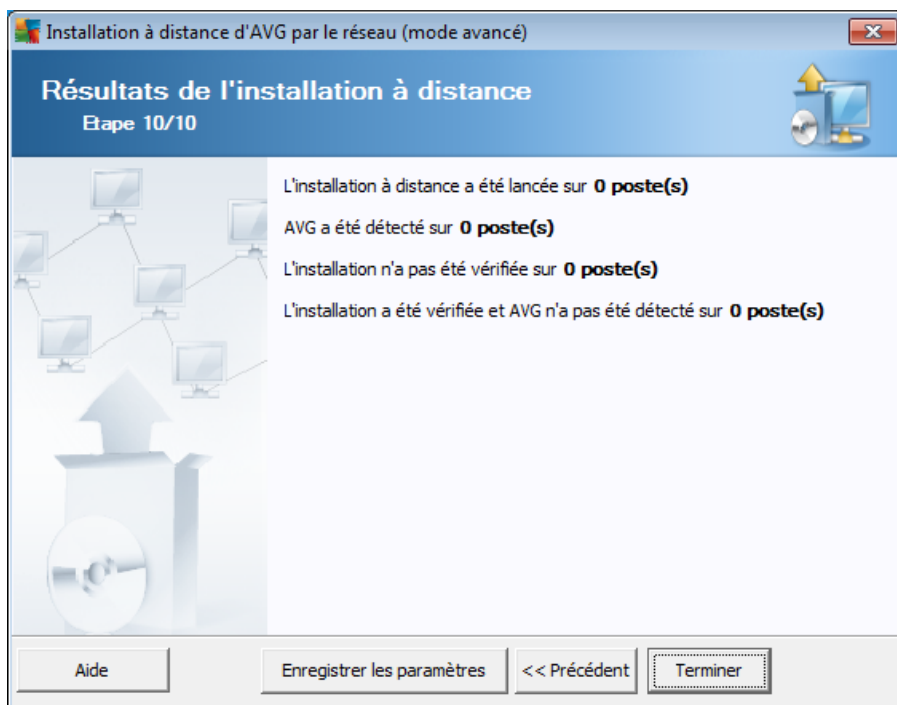 Installation à distance d'AVG par le réseau (mode avancé)
Résultats de l'installation à distance
Etape 10/10
L'installation à distance a été lancée sur 0 poste(s)
AVG a été détecté sur 0 poste(s)
L'installation n'a pas été vérifiée sur 0 poste(s)
L'installation a été vérifiée et AVG n'a pas été détecté sur 0 poste(s)
Aide
Enregistrer les paramètres
<< Précédent
Terminer